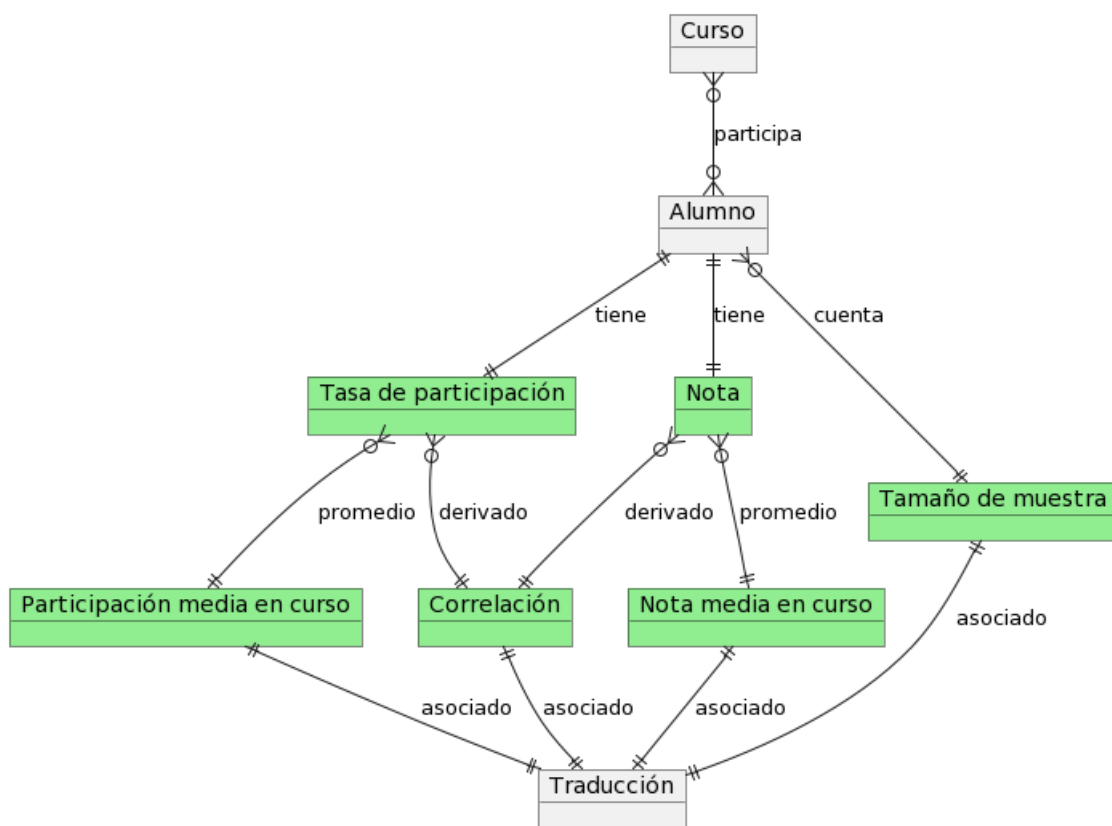 Curso
participa
Alumno
tiene
tiene
cuenta
Tasa de participación
Nota
Tamaño de muestra
promedio
derivado
derivado
promedio
Participación media en curso
Correlación
Nota media en curso
asociado
asociado
asociado
asociado
Traducción